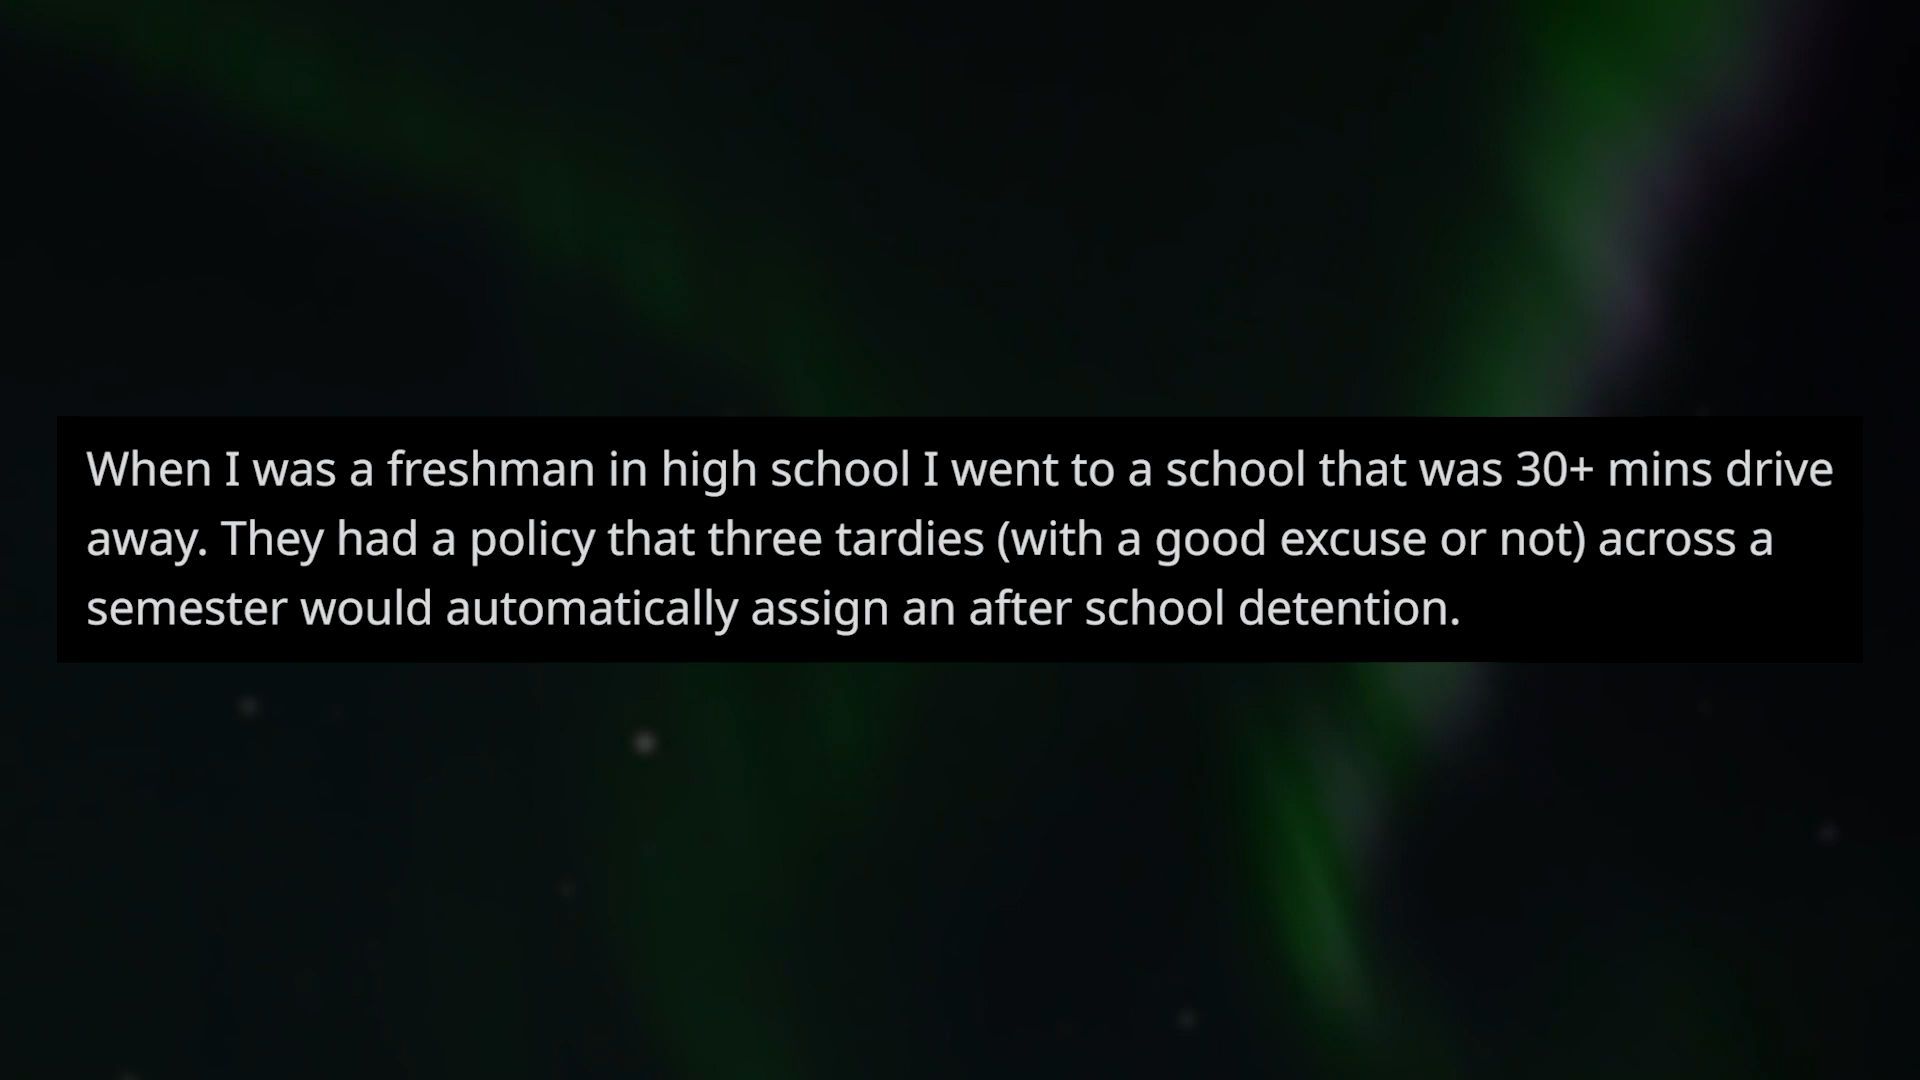 When I was a freshman in high school I went to a school that was 30+ mins drive
away. They had a policy that three tardies (with a good excuse or not) across a
semester would automatically assign an after school detention.